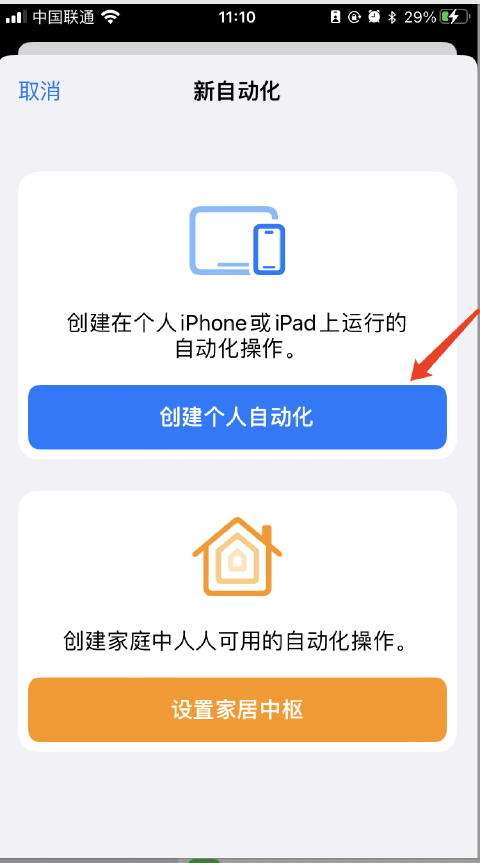 中国联通 11:10 29%
取消 新自动化
创建在个人iPhone或iPad上运行的
自动化操作。
创建个人自动化
创建家庭中人人可用的自动化操作。
设置家居中枢